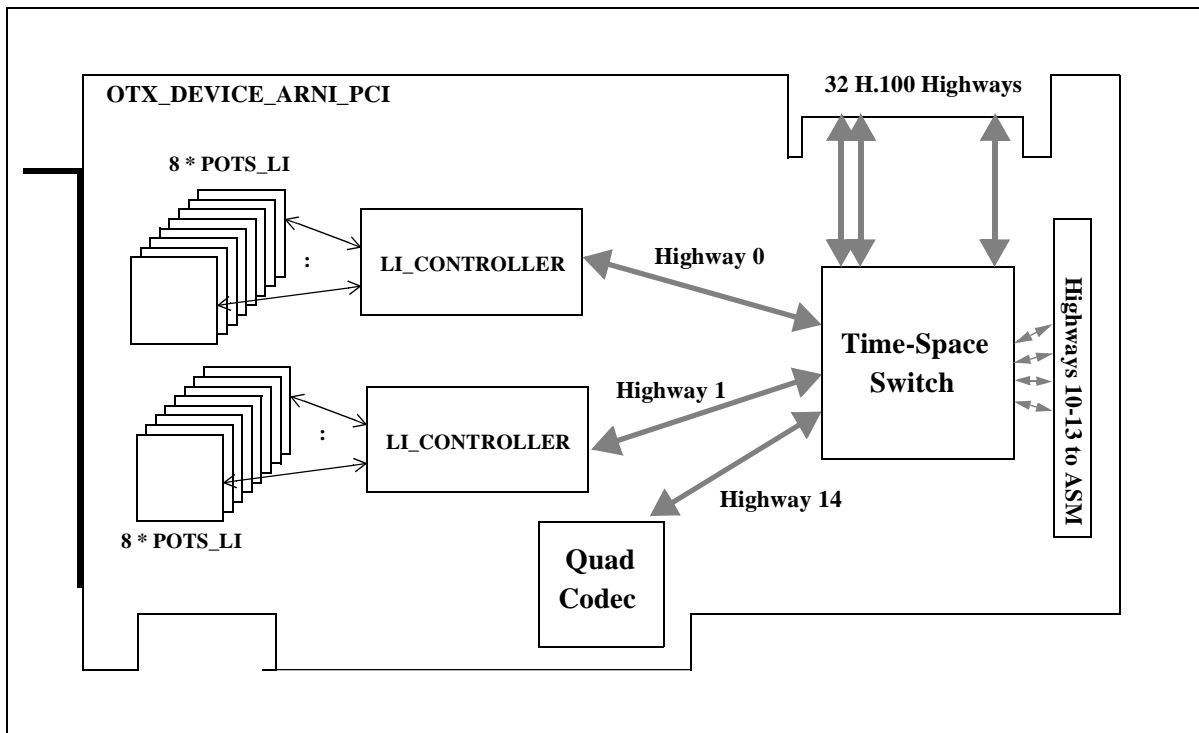 OTX_DEVICE_ARNI_PCI
32 H.100 Highways
8 * POTS_LI
:
LI_CONTROLLER
Highway 0
Time-Space
Switch
Highways 10-13 to ASM
Highway 1
:
LI_CONTROLLER
Highway 14
8 * POTS_LI
Quad
Codec